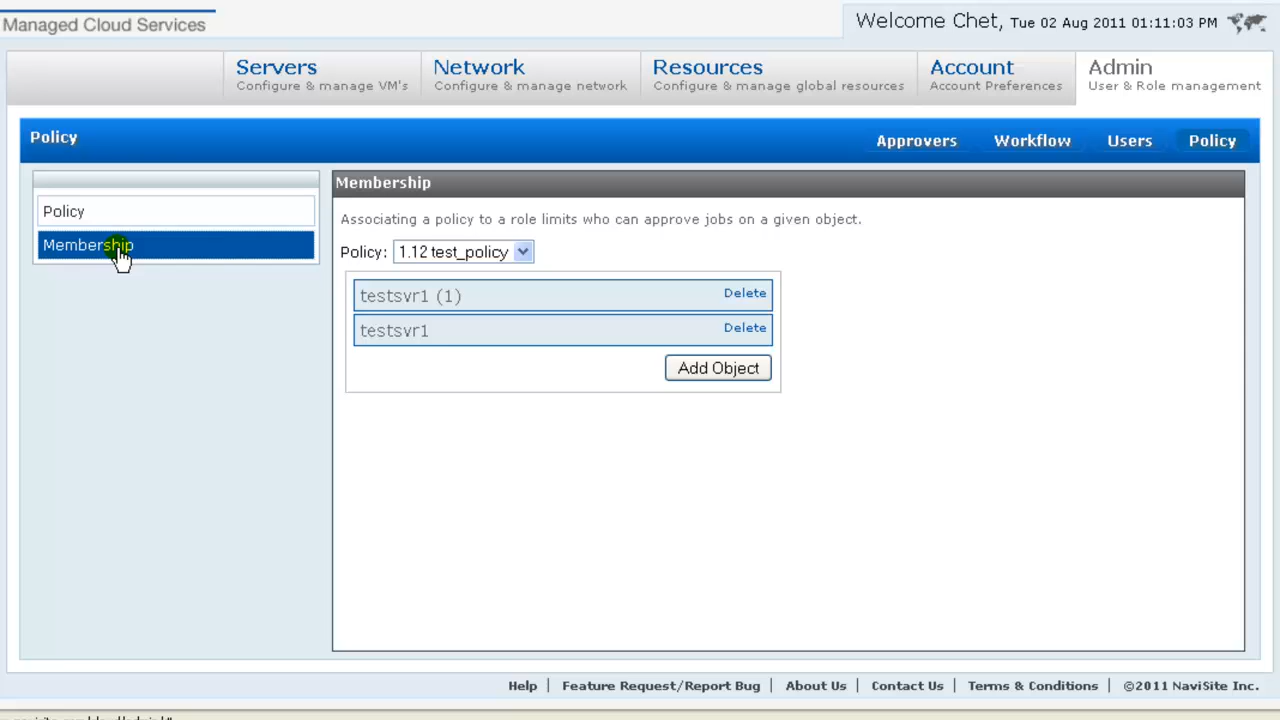 Managed Cloud Services
Welcome Chet, Tue 02 Aug 2011 01:11:03 PM
Servers
Configure & manage VM's
Network
Configure & manage network
Resources
Configure & manage global resources
Account
Account Preferences
Admin
User & Role management
Policy
Approvers
Workflow
Users
Policy
Policy
Membership
Membership
Associating a policy to a role limits who can approve jobs on a given object.
Policy: 1.12 test_policy
testsvr1 (1) Delete
testsvr1 Delete
Add Object
Help | Feature Request/Report Bug | About Us | Contact Us | Terms & Conditions | ©2011 NaviSite Inc.